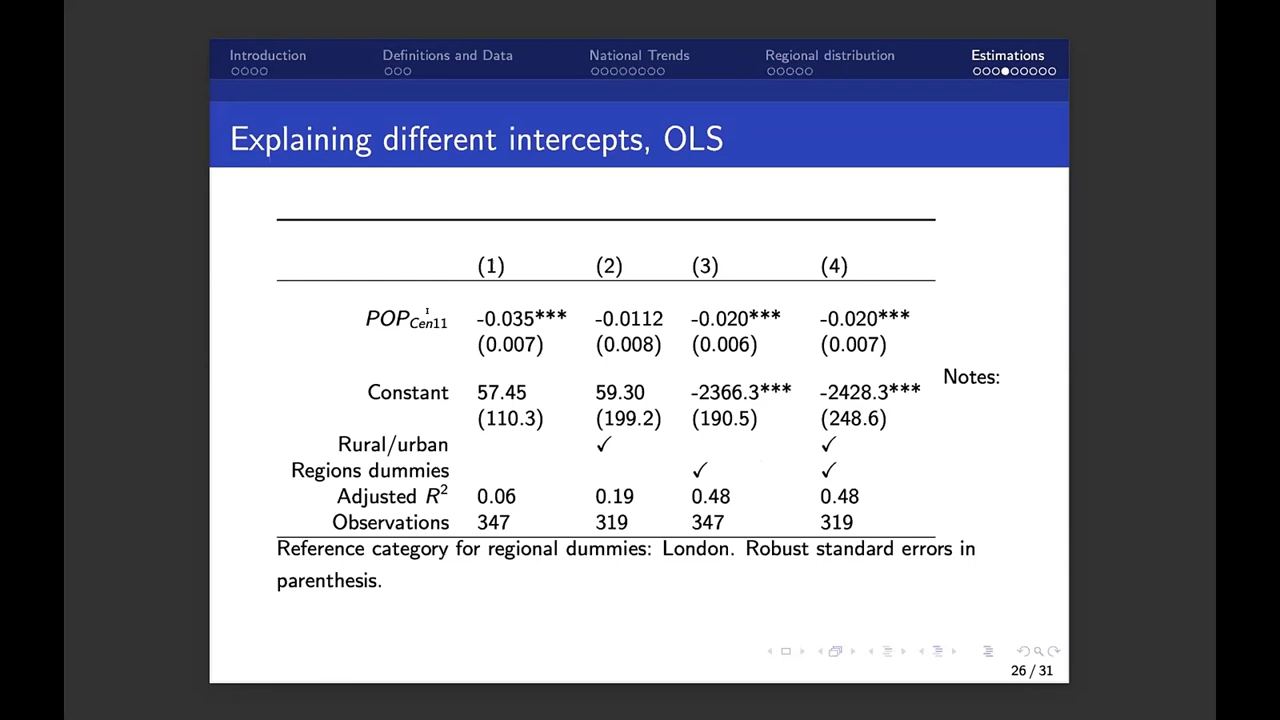 Introduction Definitions and Data National Trends Regional distribution Estimations
Explaining different intercepts, OLS
(1) (2) (3) (4)
POP_Cen11 -0.035*** -0.0112 -0.020*** -0.020***
(0.007) (0.008) (0.006) (0.007)
Notes:
Constant 57.45 59.30 -2366.3*** -2428.3***
(110.3) (199.2) (190.5) (248.6)
Rural/urban ✓ ✓
Regions dummies ✓ ✓
Adjusted R² 0.06 0.19 0.48 0.48
Observations 347 319 347 319
Reference category for regional dummies: London. Robust standard errors in
parenthesis.
26 / 31